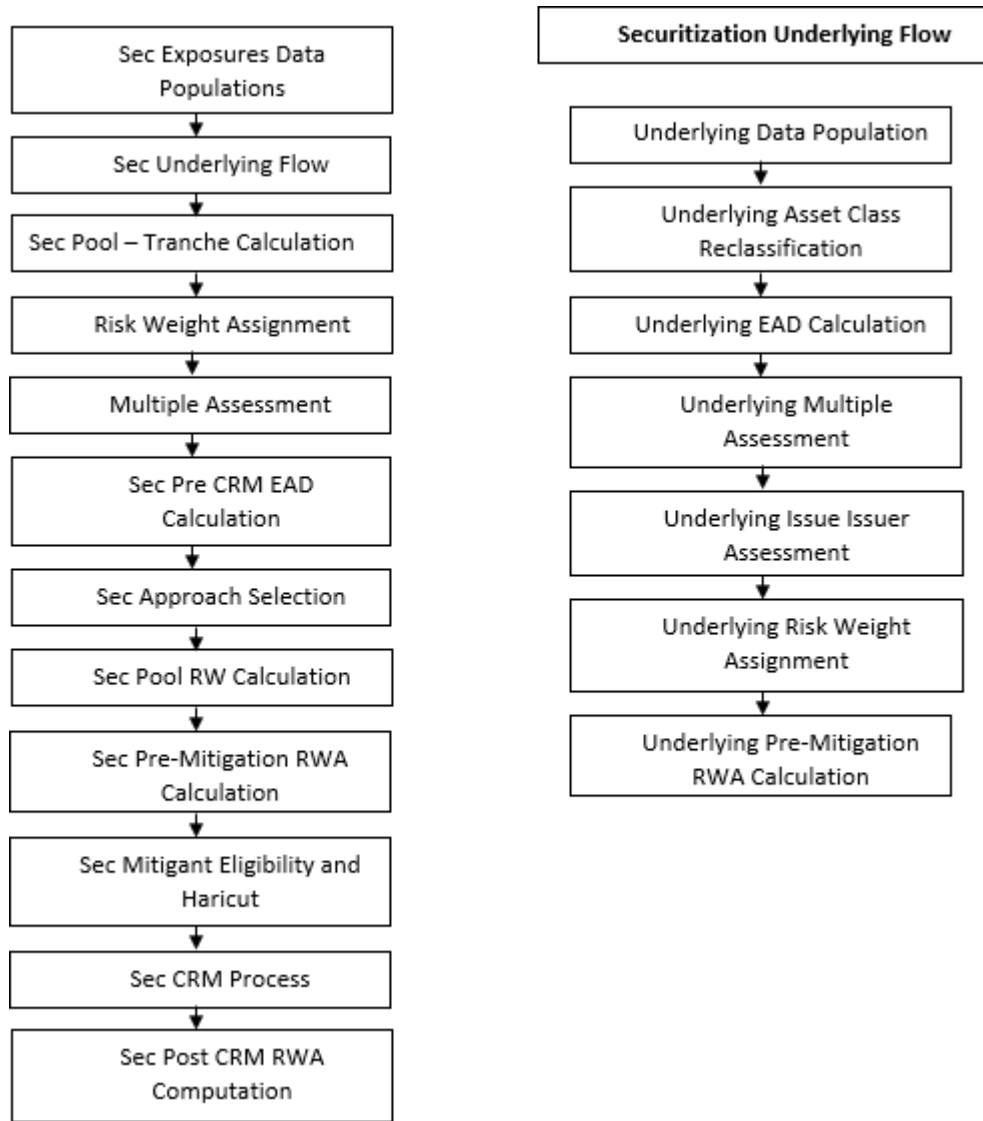 Sec Exposures Data
Populations
Sec Underlying Flow
Sec Pool – Tranche Calculation
Risk Weight Assignment
Multiple Assessment
Sec Pre CRM EAD
Calculation
Sec Approach Selection
Sec Pool RW Calculation
Sec Pre-Mitigation RWA
Calculation
Sec Mitigant Eligibility and
Haricut
Sec CRM Process
Sec Post CRM RWA
Computation
Securitization Underlying Flow
Underlying Data Population
Underlying Asset Class
Reclassification
Underlying EAD Calculation
Underlying Multiple
Assessment
Underlying Issue Issuer
Assessment
Underlying Risk Weight
Assignment
Underlying Pre-Mitigation
RWA Calculation